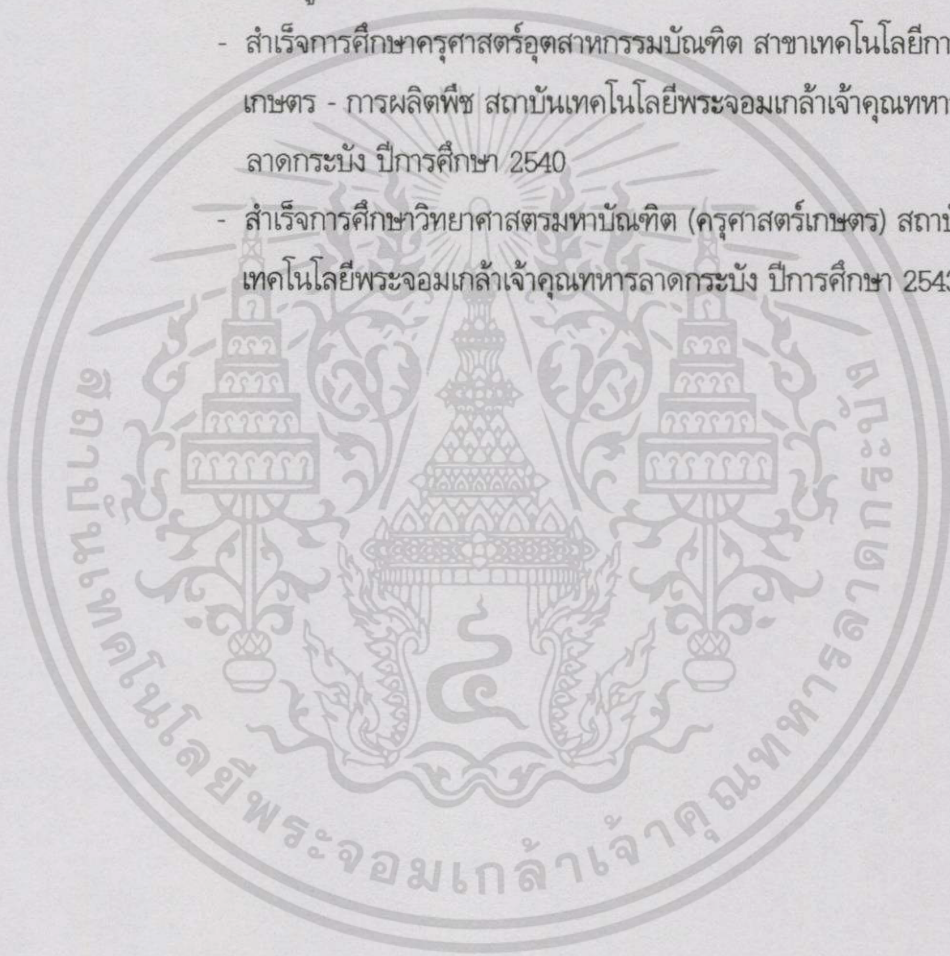 - สำเร็จการศึกษาครุศาสตร์อุตสาหกรรมบัณฑิต สาขาเทคโนโลยีกา
เกษตร - การผลิตพืช สถาบันเทคโนโลยีพระจอมเกล้าเจ้าคุณทหา
ลาดกระบัง ปีการศึกษา 2540
- สำเร็จการศึกษาวิทยาศาสตรมหาบัณฑิต (ครุศาสตร์เกษตร) สถาบั
เทคโนโลยีพระจอมเกล้าเจ้าคุณทหารลาดกระบัง ปีการศึกษา 2543
สถาบันเทคโนโลยีพระจอมเกล้าเจ้าคุณทหารลาดกระบัง
๔